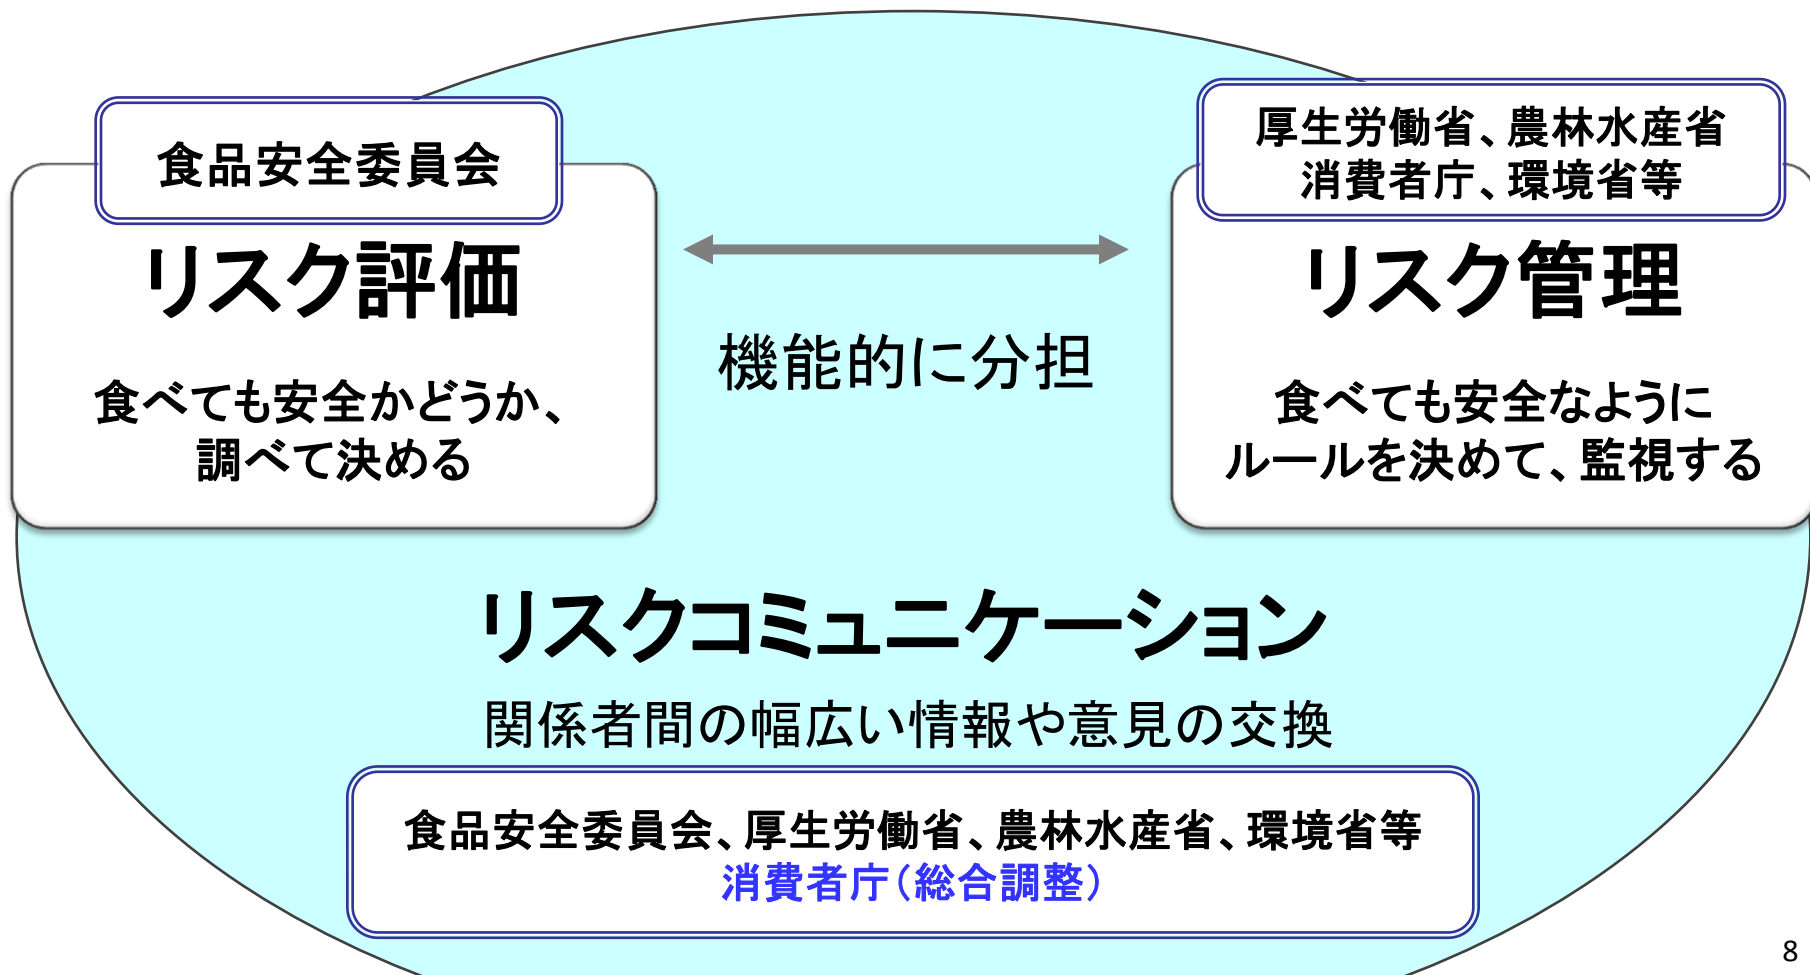 食品安全委員会
リスク評価
食べても安全かどうか、
調べて決める
機能的に分担
厚生労働省、農林水産省
消費者庁、環境省等
リスク管理
食べても安全なように
ルールを決めて、監視する
リスクコミュニケーション
関係者間の幅広い情報や意見の交換
食品安全委員会、厚生労働省、農林水産省、環境省等
消費者庁（総合調整）
8